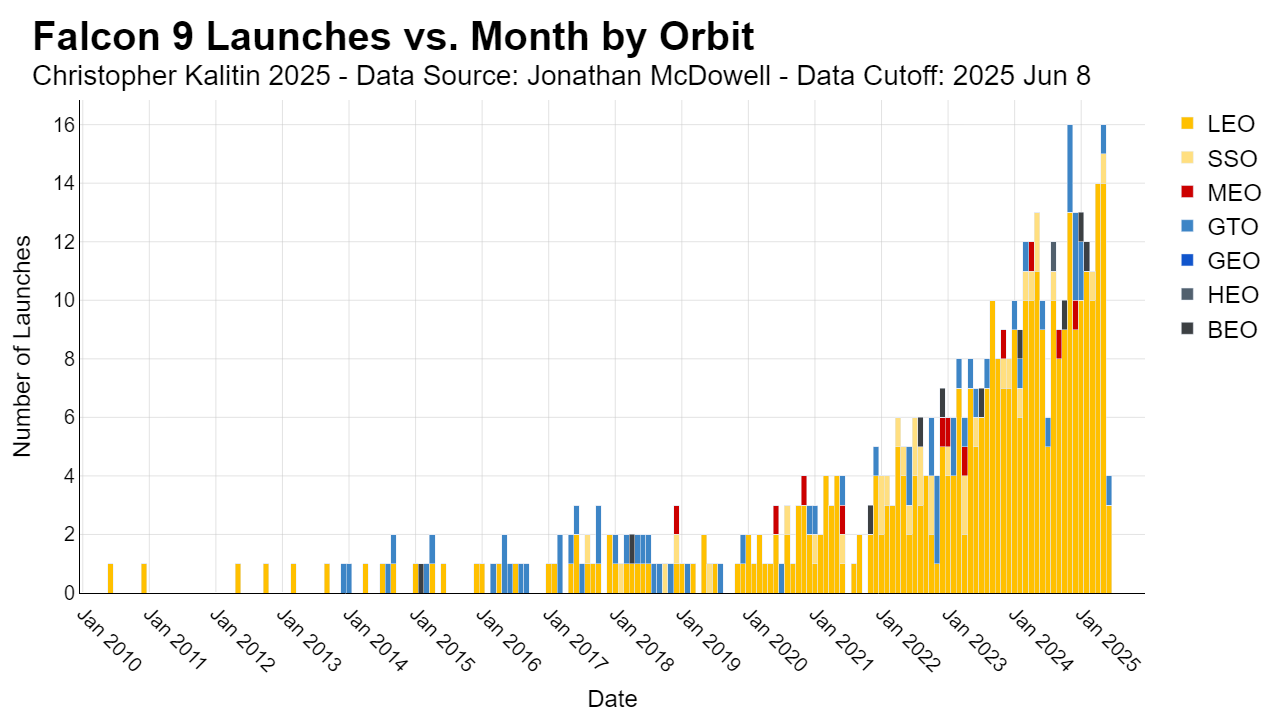 Falcon 9 Launches vs. Month by Orbit
Christopher Kalitin 2025 - Data Source: Jonathan McDowell - Data Cutoff: 2025 Jun 8
Number of Launches
16
14
12
10
8
6
4
2
0
Jan 2010
Jan 2011
Jan 2012
Jan 2013
Jan 2014
Jan 2015
Jan 2016
Jan 2017
Jan 2018
Jan 2019
Jan 2020
Jan 2021
Jan 2022
Jan 2023
Jan 2024
Jan 2025
Date
LEO
SSO
MEO
GTO
GEO
HEO
BEO